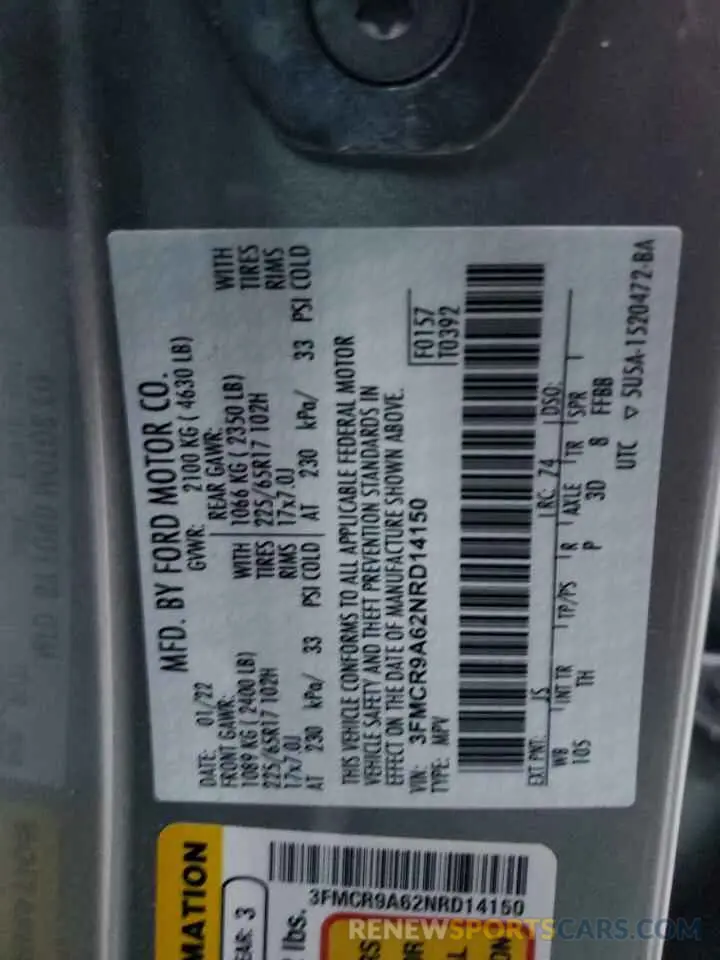 MFD. BY FORD MOTOR CO.
DATE: 01/22 GVWR: 2100 KG ( 4630 LB)
FRONT GAWR: REAR GAWR: WITH
1089 KG ( 2400 LB) WITH 1066 KG ( 2350 LB) TIRES
225/65R17 102H TIRES 225/65R17 102H RIMS
17x7.0J RIMS 17x7.0J
AT 230 kPa/ 33 PSI COLD AT 230 kPa/ 33 PSI COLD
THIS VEHICLE CONFORMS TO ALL APPLICABLE FEDERAL MOTOR
VEHICLE SAFETY AND THEFT PREVENTION STANDARDS IN
EFFECT ON THE DATE OF MANUFACTURE SHOWN ABOVE.
VIN: 3FMCR9A62NRD14150 F0157
TYPE: MPV T0392
EXT PNT: JS RC: 74 DSO:
WB INT TR TP/PS R AXLE TR SPR
105 TH P 3D 8 FFBB
UTC ▽ 5U5A-1520472-BA
MATION
EAR: 3
lbs.
3FMCR9A62NRD14150
RENEWSPORTSCARS.COM